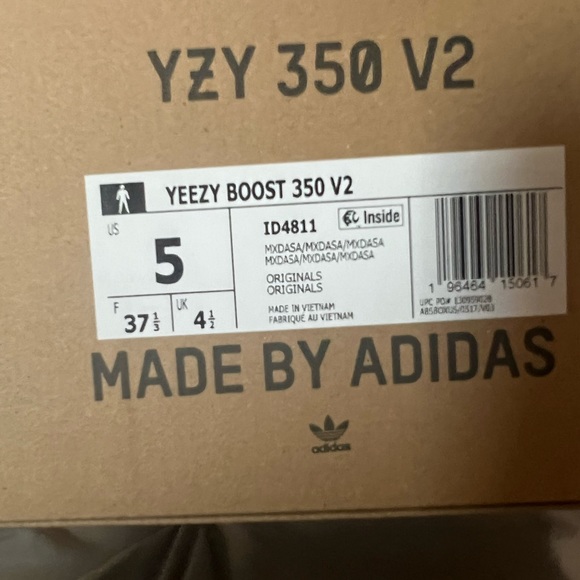 YZY 350 V2
YEEZY BOOST 350 V2
US
5
F
37 1/3
UK
4 1/2
ID4811
Inside
MXDASA/MXDASA/MXDASA
MXDASA/MXDASA/MXDASA
ORIGINALS
ORIGINALS
MADE IN VIETNAM
FABRIQUÉ AU VIETNAM
1 96464 15061 7
UPC PO#
MADE BY ADIDAS
adidas